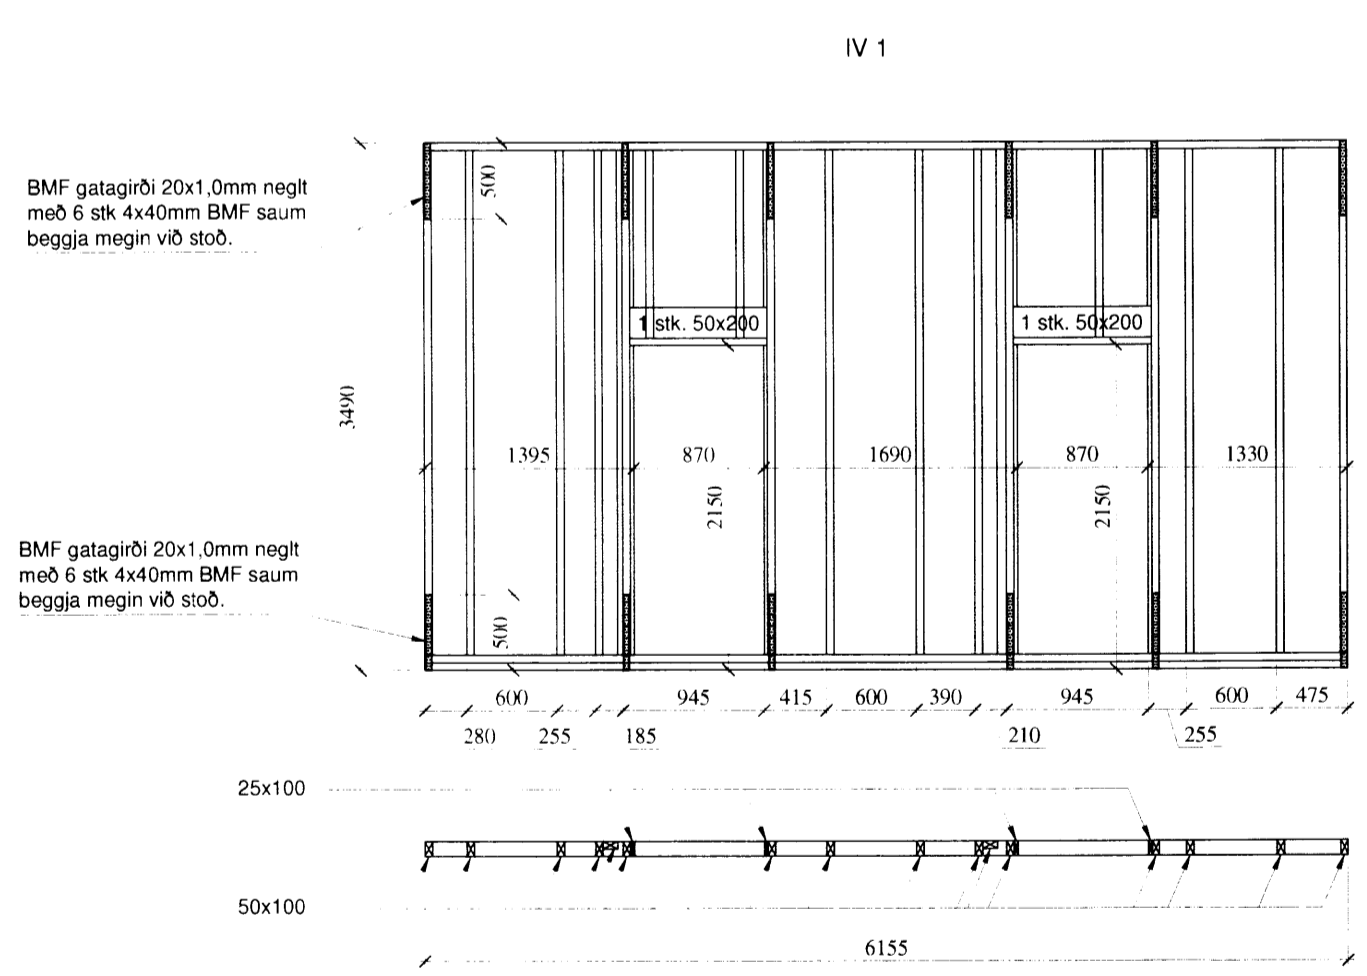 IV 1
BMF gatagirði 20x1,0mm neglt
með 6 stk 4x40mm BMF saum
beggja megin við stoð.
500
1 stk. 50x200
1 stk. 50x200
3490
1395
870
1690
870
1330
2150
2150
BMF gatagirði 20x1,0mm neglt
með 6 stk 4x40mm BMF saum
beggja megin við stoð.
500
600
945
415
600
390
945
600
475
280
255
185
210
255
25x100
50x100
6155